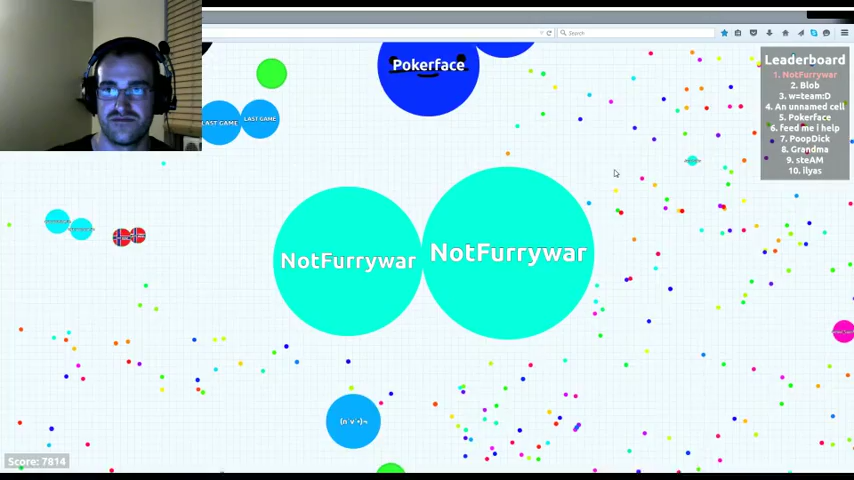 Search
Pokerface
LAST GAME
LAST GAME
NotFurrywar
NotFurrywar
Leaderboard
1. NotFurrywar
2. Blob
3. w=team:D
4. An unnamed cell
5. Pokerface
6. feed me i help
7. PoopDick
8. Grandma
9. steAM
10. ilyas
Score: 7814